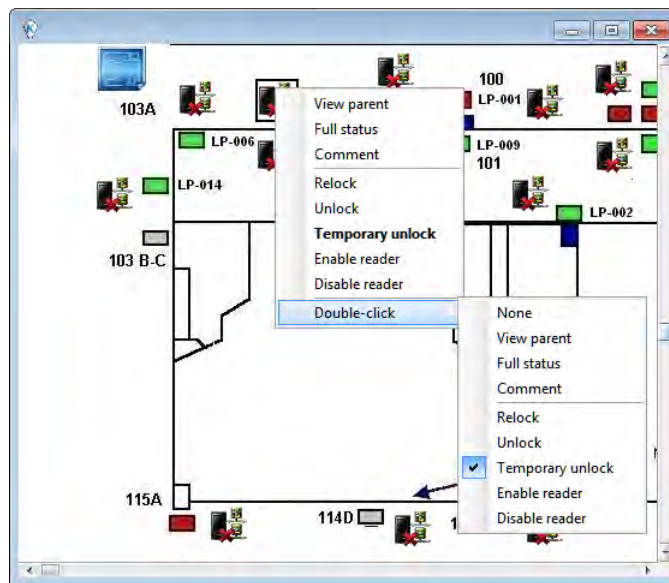 103A
100
LP-001
View parent
Full status
Comment
Relock
Unlock
Temporary unlock
Enable reader
Disable reader
Double-click
LP-006
LP-009
101
LP-014
LP-002
103 B-C
None
View parent
Full status
Comment
Relock
Unlock
Temporary unlock
Enable reader
Disable reader
115A
114D